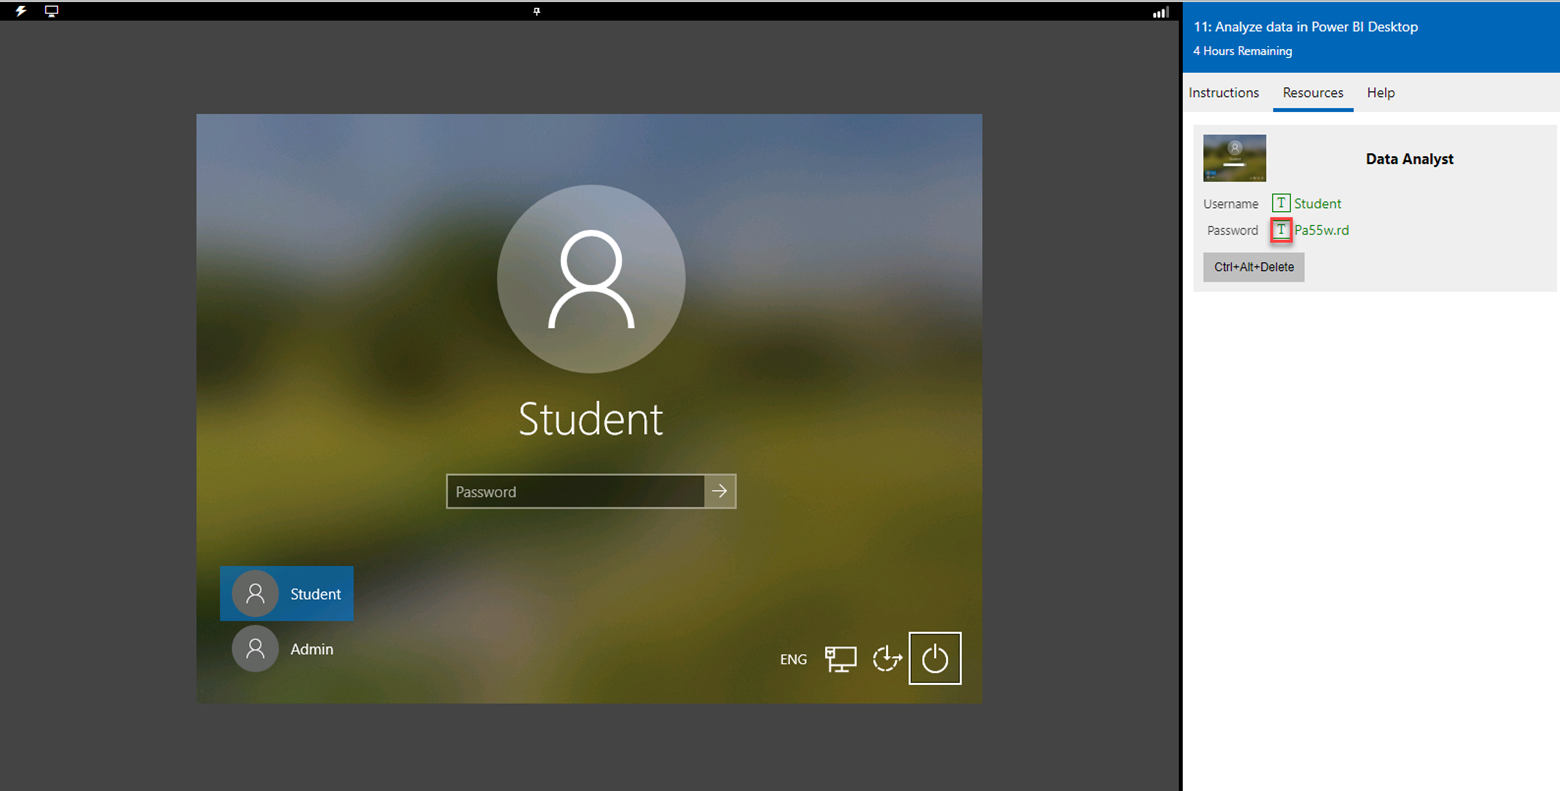 11: Analyze data in Power BI Desktop
4 Hours Remaining
Instructions Resources Help
Data Analyst
Username T Student
Password T Pa55w.rd
Ctrl+Alt+Delete
Student
Password
Student
Admin
ENG